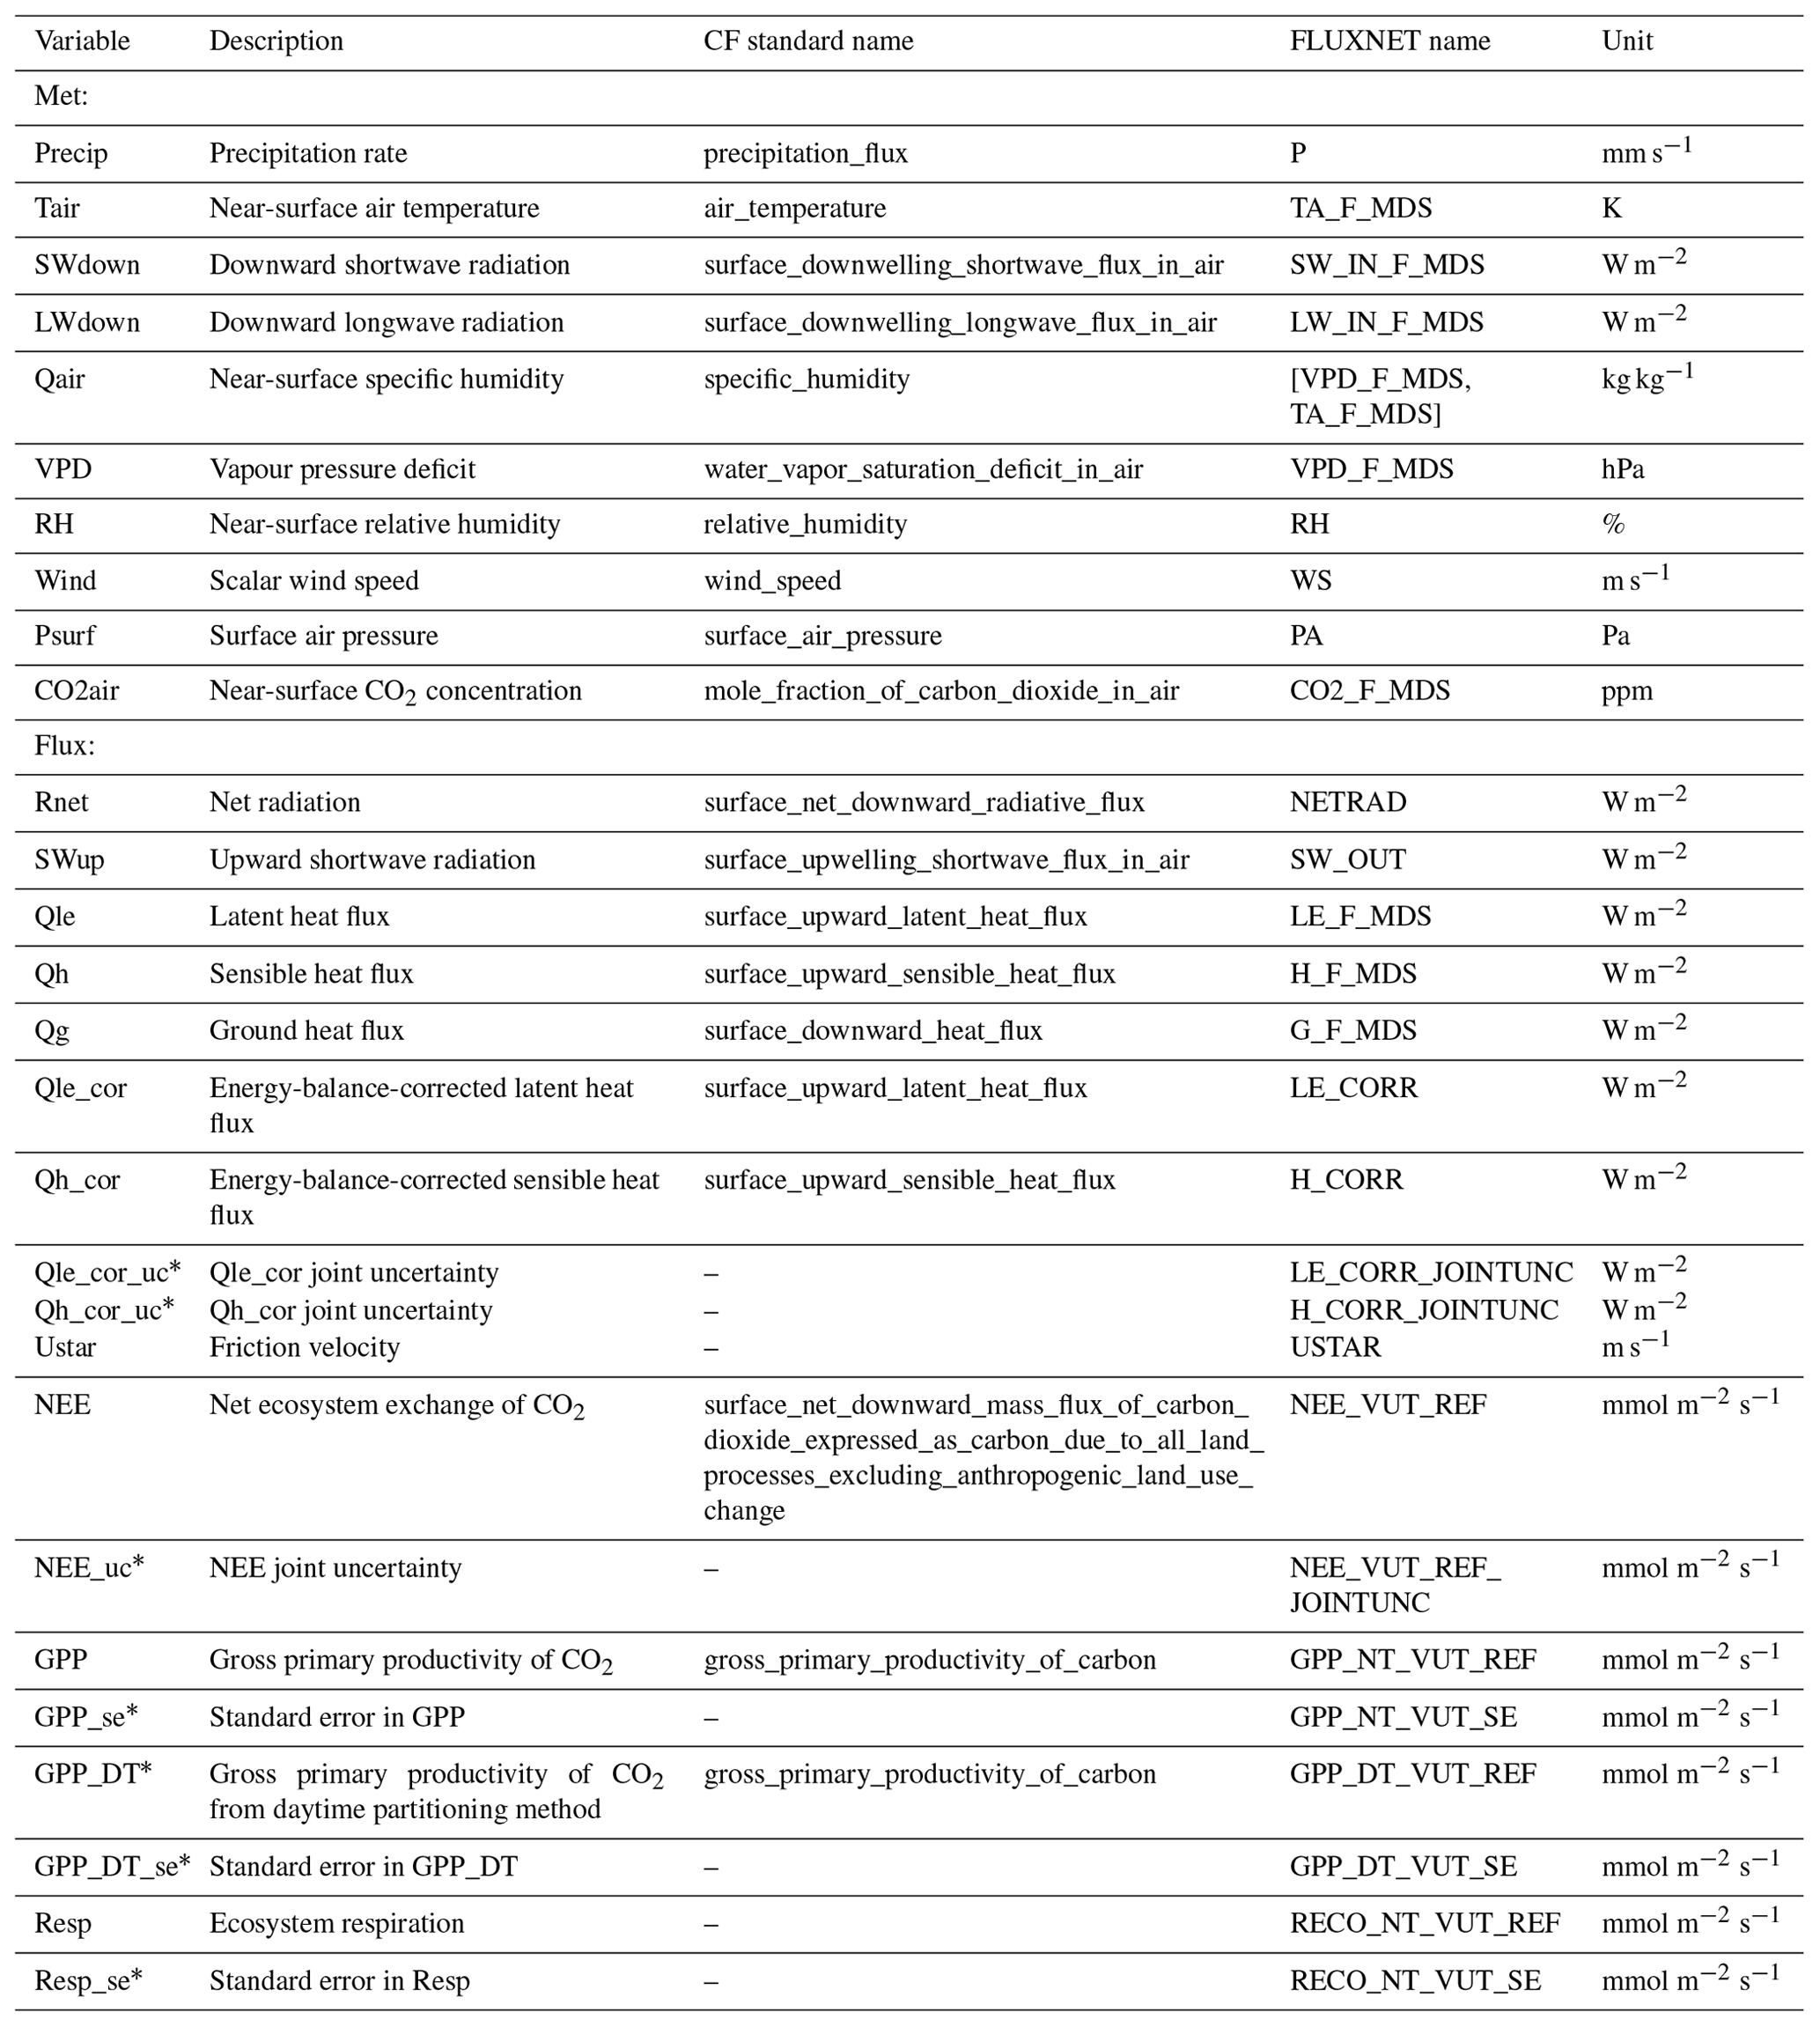 Variable Description CF standard name FLUXNET name Unit
Met:
Precip Precipitation rate precipitation_flux P mm s⁻¹
Tair Near-surface air temperature air_temperature TA_F_MDS K
SWdown Downward shortwave radiation surface_downwelling_shortwave_flux_in_air SW_IN_F_MDS W m⁻²
LWdown Downward longwave radiation surface_downwelling_longwave_flux_in_air LW_IN_F_MDS W m⁻²
Qair Near-surface specific humidity specific_humidity [VPD_F_MDS, kg kg⁻¹
TA_F_MDS]
VPD Vapour pressure deficit water_vapor_saturation_deficit_in_air VPD_F_MDS hPa
RH Near-surface relative humidity relative_humidity RH %
Wind Scalar wind speed wind_speed WS m s⁻¹
Psurf Surface air pressure surface_air_pressure PA Pa
CO2air Near-surface CO₂ concentration mole_fraction_of_carbon_dioxide_in_air CO2_F_MDS ppm
Flux:
Rnet Net radiation surface_net_downward_radiative_flux NETRAD W m⁻²
SWup Upward shortwave radiation surface_upwelling_shortwave_flux_in_air SW_OUT W m⁻²
Qle Latent heat flux surface_upward_latent_heat_flux LE_F_MDS W m⁻²
Qh Sensible heat flux surface_upward_sensible_heat_flux H_F_MDS W m⁻²
Qg Ground heat flux surface_downward_heat_flux G_F_MDS W m⁻²
Qle_cor Energy-balance-corrected latent heat surface_upward_latent_heat_flux LE_CORR W m⁻²
flux
Qh_cor Energy-balance-corrected sensible heat surface_upward_sensible_heat_flux H_CORR W m⁻²
flux
Qle_cor_uc* Qle_cor joint uncertainty – LE_CORR_JOINTUNC W m⁻²
Qh_cor_uc* Qh_cor joint uncertainty – H_CORR_JOINTUNC W m⁻²
Ustar Friction velocity – USTAR m s⁻¹
NEE Net ecosystem exchange of CO₂ surface_net_downward_mass_flux_of_carbon_ NEE_VUT_REF mmol m⁻² s⁻¹
dioxide_expressed_as_carbon_due_to_all_land_
processes_excluding_anthropogenic_land_use_
change
NEE_uc* NEE joint uncertainty – NEE_VUT_REF_ mmol m⁻² s⁻¹
JOINTUNC
GPP Gross primary productivity of CO₂ gross_primary_productivity_of_carbon GPP_NT_VUT_REF mmol m⁻² s⁻¹
GPP_se* Standard error in GPP – GPP_NT_VUT_SE mmol m⁻² s⁻¹
GPP_DT* Gross primary productivity of CO₂ gross_primary_productivity_of_carbon GPP_DT_VUT_REF mmol m⁻² s⁻¹
from daytime partitioning method
GPP_DT_se* Standard error in GPP_DT – GPP_DT_VUT_SE mmol m⁻² s⁻¹
Resp Ecosystem respiration – RECO_NT_VUT_REF mmol m⁻² s⁻¹
Resp_se* Standard error in Resp – RECO_NT_VUT_SE mmol m⁻² s⁻¹